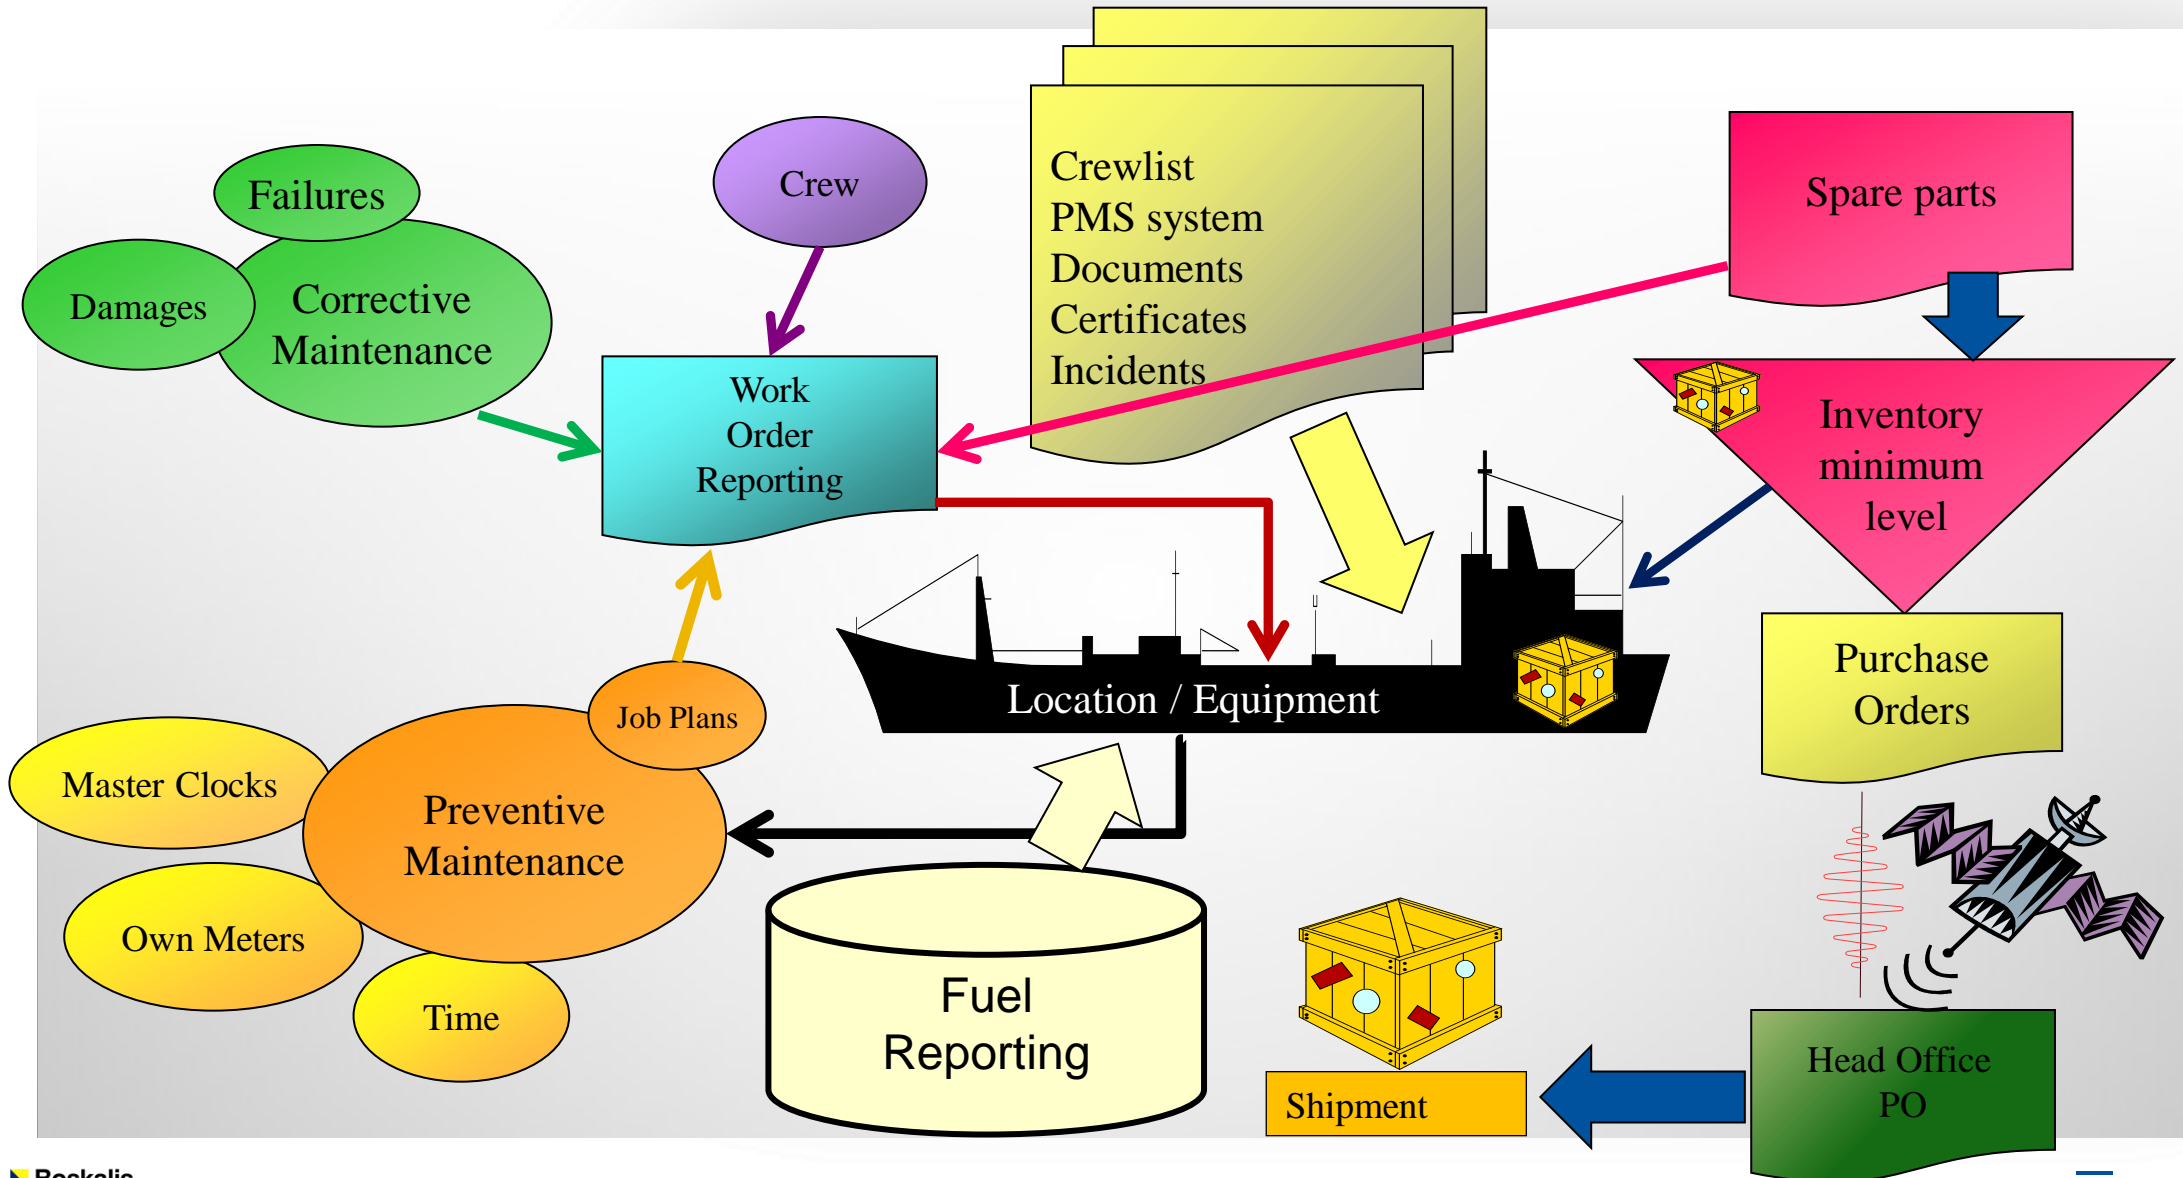 Failures
Damages
Corrective
Maintenance
Crew
Crewlist
PMS system
Documents
Certificates
Incidents
Spare parts
Work
Order
Reporting
Inventory
minimum
level
Location / Equipment
Purchase
Orders
Job Plans
Master Clocks
Preventive
Maintenance
Own Meters
Time
Fuel
Reporting
Shipment
Head Office
PO
Boskalis